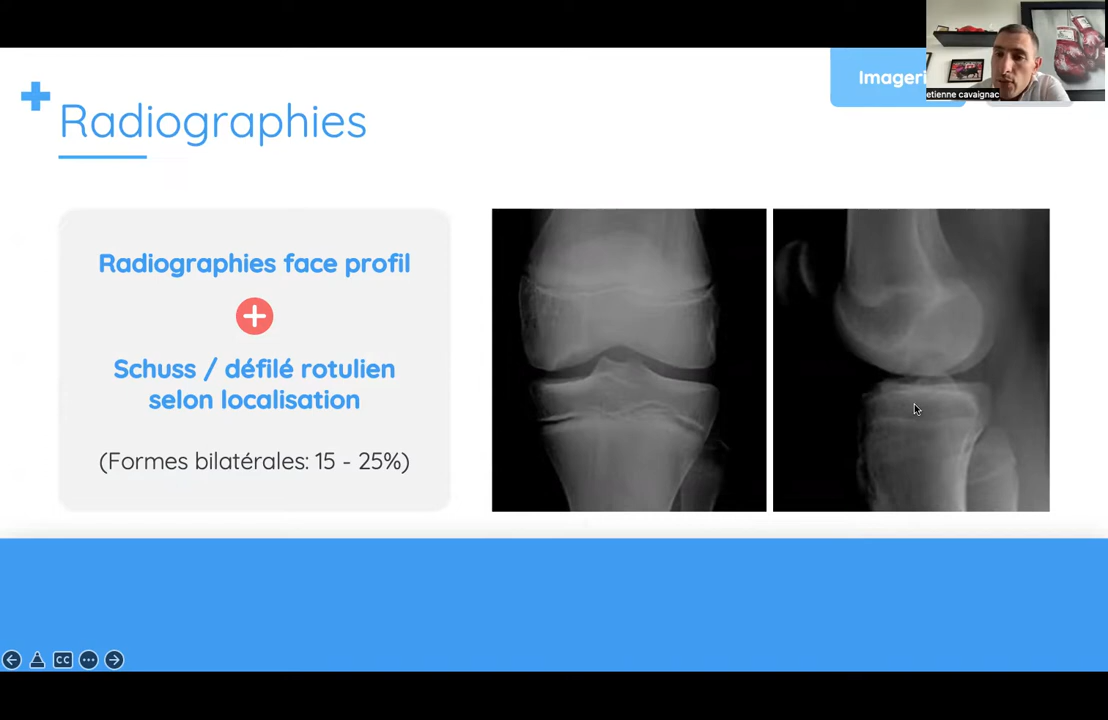 Imageri
etienne cavaignac
Radiographies
Radiographies face profil
Schuss / défilé rotulien
selon localisation
(Formes bilatérales: 15 - 25%)
CC